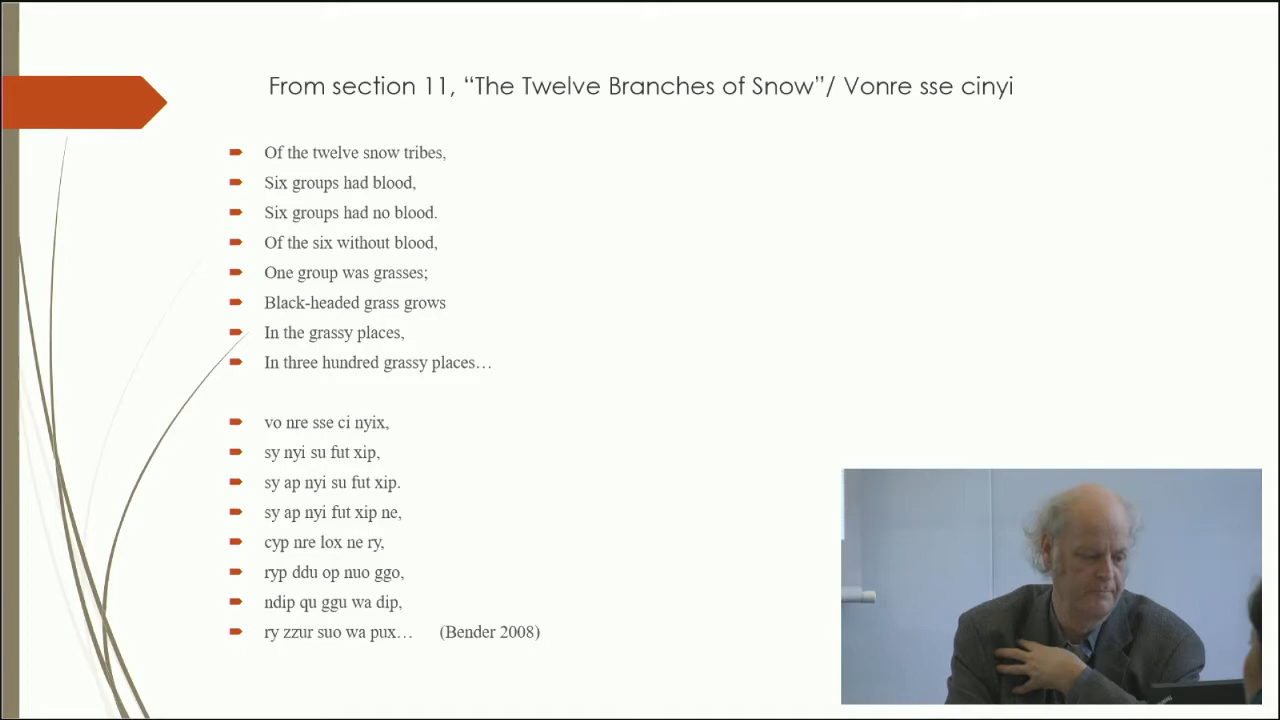 From section 11, “The Twelve Branches of Snow”/ Vonre sse cinyi
Of the twelve snow tribes,
Six groups had blood,
Six groups had no blood.
Of the six without blood,
One group was grasses;
Black-headed grass grows
In the grassy places,
In three hundred grassy places…
vo nre sse ci nyix,
sy nyi su fut xip,
sy ap nyi su fut xip.
sy ap nyi fut xip ne,
cyp nre lox ne ry,
ryp ddu op nuo ggo,
ndip qu ggu wa dip,
ry zzur suo wa pux… (Bender 2008)